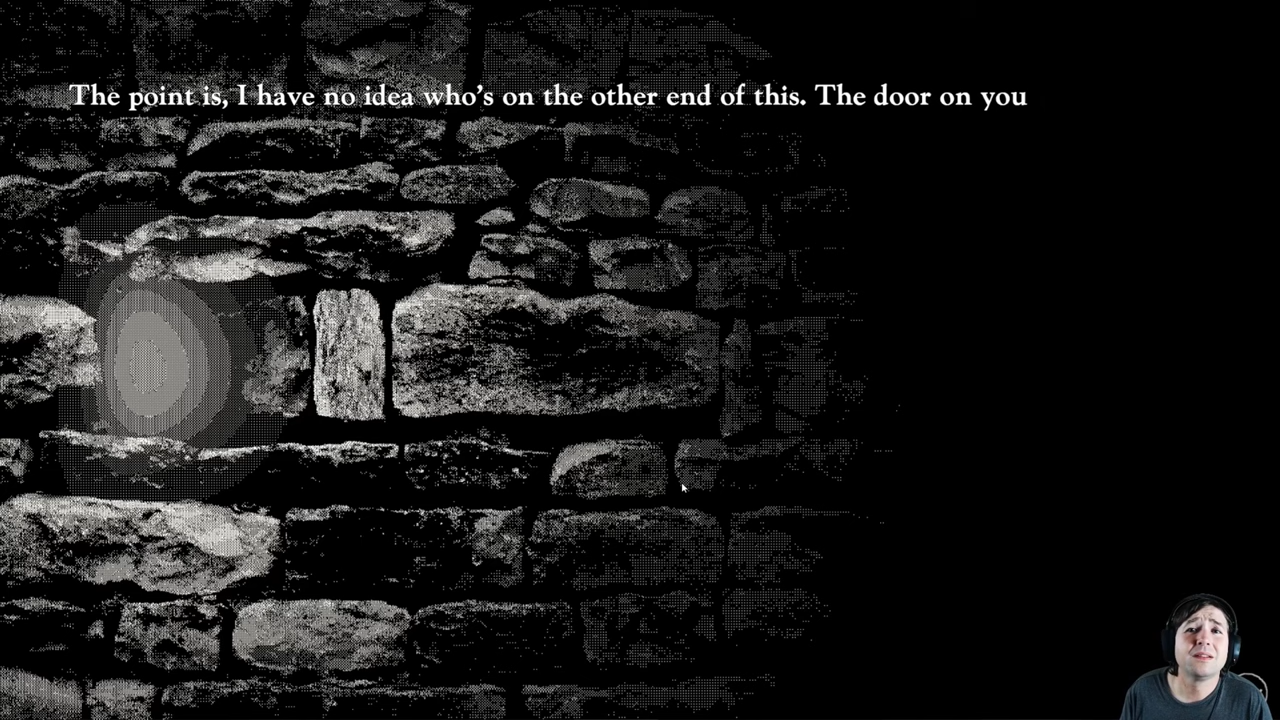 The point is, I have no idea who's on the other end of this. The door on you